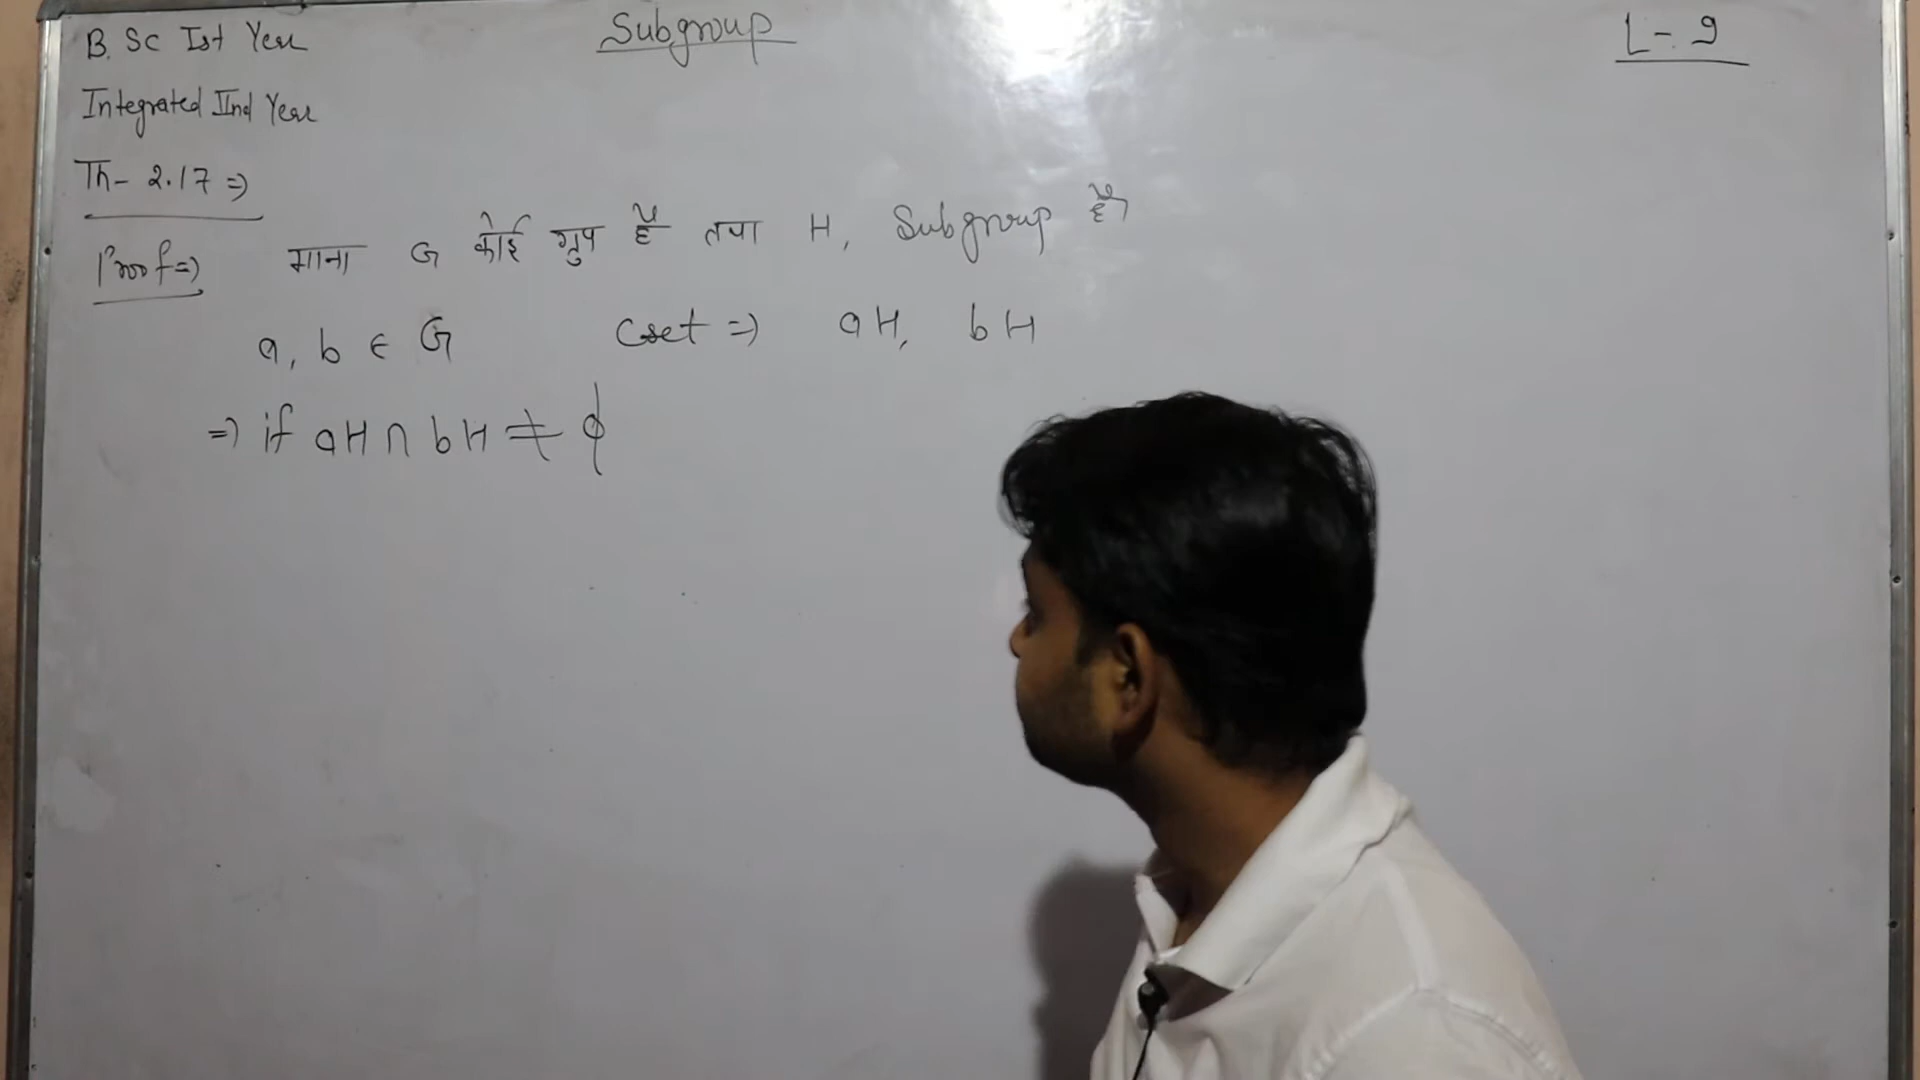 Subgroup
L-9
B. Sc Ist Year
Integrated IInd Year
Th- 2.17 =>
Proof => माना G कोई ग्रुप है तथा H, Subgroup है
a, b ∈ G Coset => aH, bH
=> if aH ∩ bH ≠ ϕ